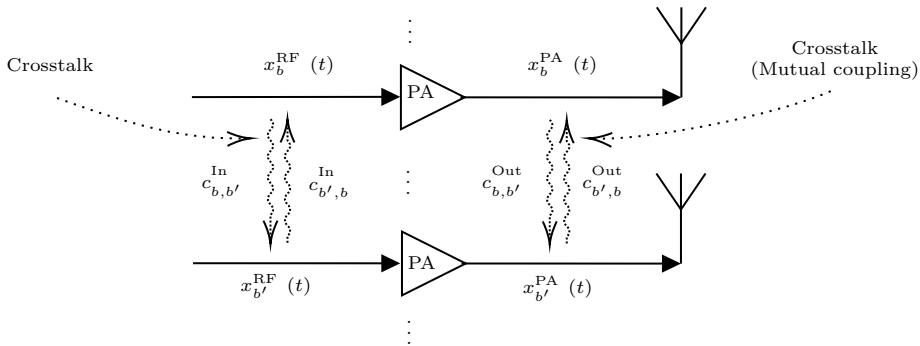 Crosstalk
x_b^RF (t)
x_b^PA (t)
Crosstalk
(Mutual coupling)
PA
c_{b,b′}^In
c_{b′,b}^In
c_{b,b′}^Out
c_{b′,b}^Out
PA
x_{b′}^RF (t)
x_{b′}^PA (t)